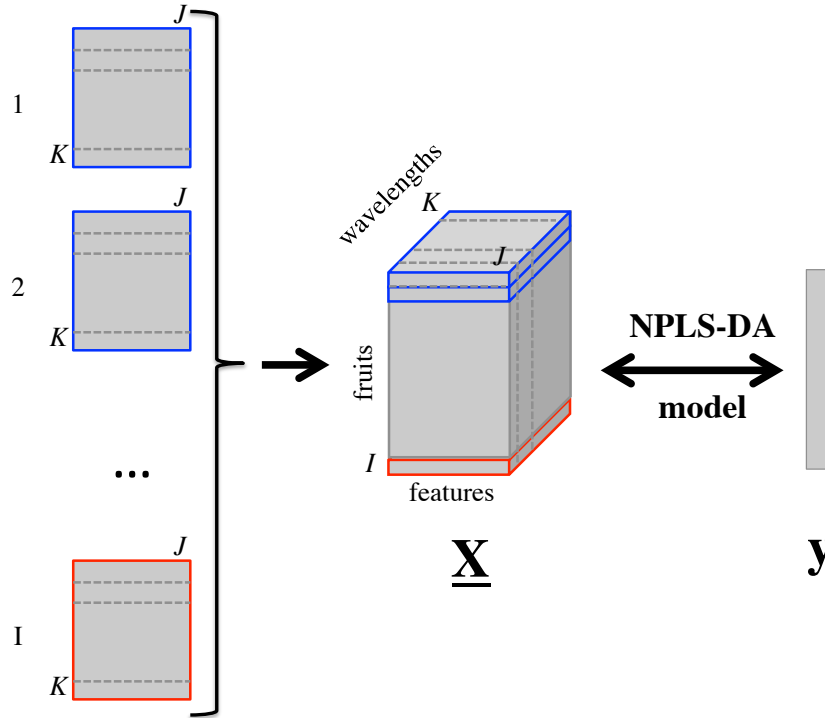 J
1
K
J
2
K
...
J
I
K
wavelengths
K
J
fruits
I
features
X
NPLS-DA
model
y